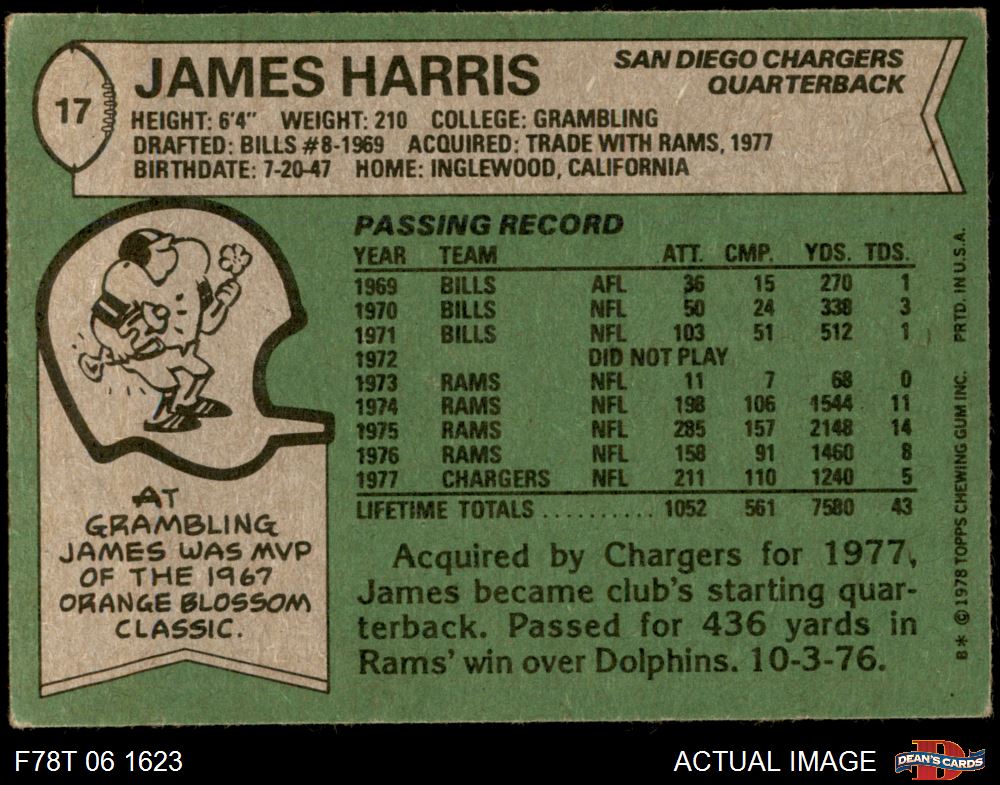 17
JAMES HARRIS
SAN DIEGO CHARGERS
QUARTERBACK
HEIGHT: 6'4" WEIGHT: 210 COLLEGE: GRAMBLING
DRAFTED: BILLS #8-1969 ACQUIRED: TRADE WITH RAMS, 1977
BIRTHDATE: 7-20-47 HOME: INGLEWOOD, CALIFORNIA
PASSING RECORD
YEAR TEAM ATT. CMP. YDS. TDS.
1969 BILLS AFL 36 15 270 1
1970 BILLS NFL 50 24 338 3
1971 BILLS NFL 103 51 512 1
1972 DID NOT PLAY
1973 RAMS NFL 11 7 68 0
1974 RAMS NFL 198 106 1544 11
1975 RAMS NFL 285 157 2148 14
1976 RAMS NFL 158 91 1460 8
1977 CHARGERS NFL 211 110 1240 5
LIFETIME TOTALS .......... 1052 561 7580 43
AT
GRAMBLING
JAMES WAS MVP
OF THE 1967
ORANGE BLOSSOM
CLASSIC.
Acquired by Chargers for 1977,
James became club's starting quar-
terback. Passed for 436 yards in
Rams' win over Dolphins. 10-3-76.
B* © 1978 TOPPS CHEWING GUM INC. PRTD. IN U.S.A.
F78T 06 1623
ACTUAL IMAGE
DEAN'S CARDS